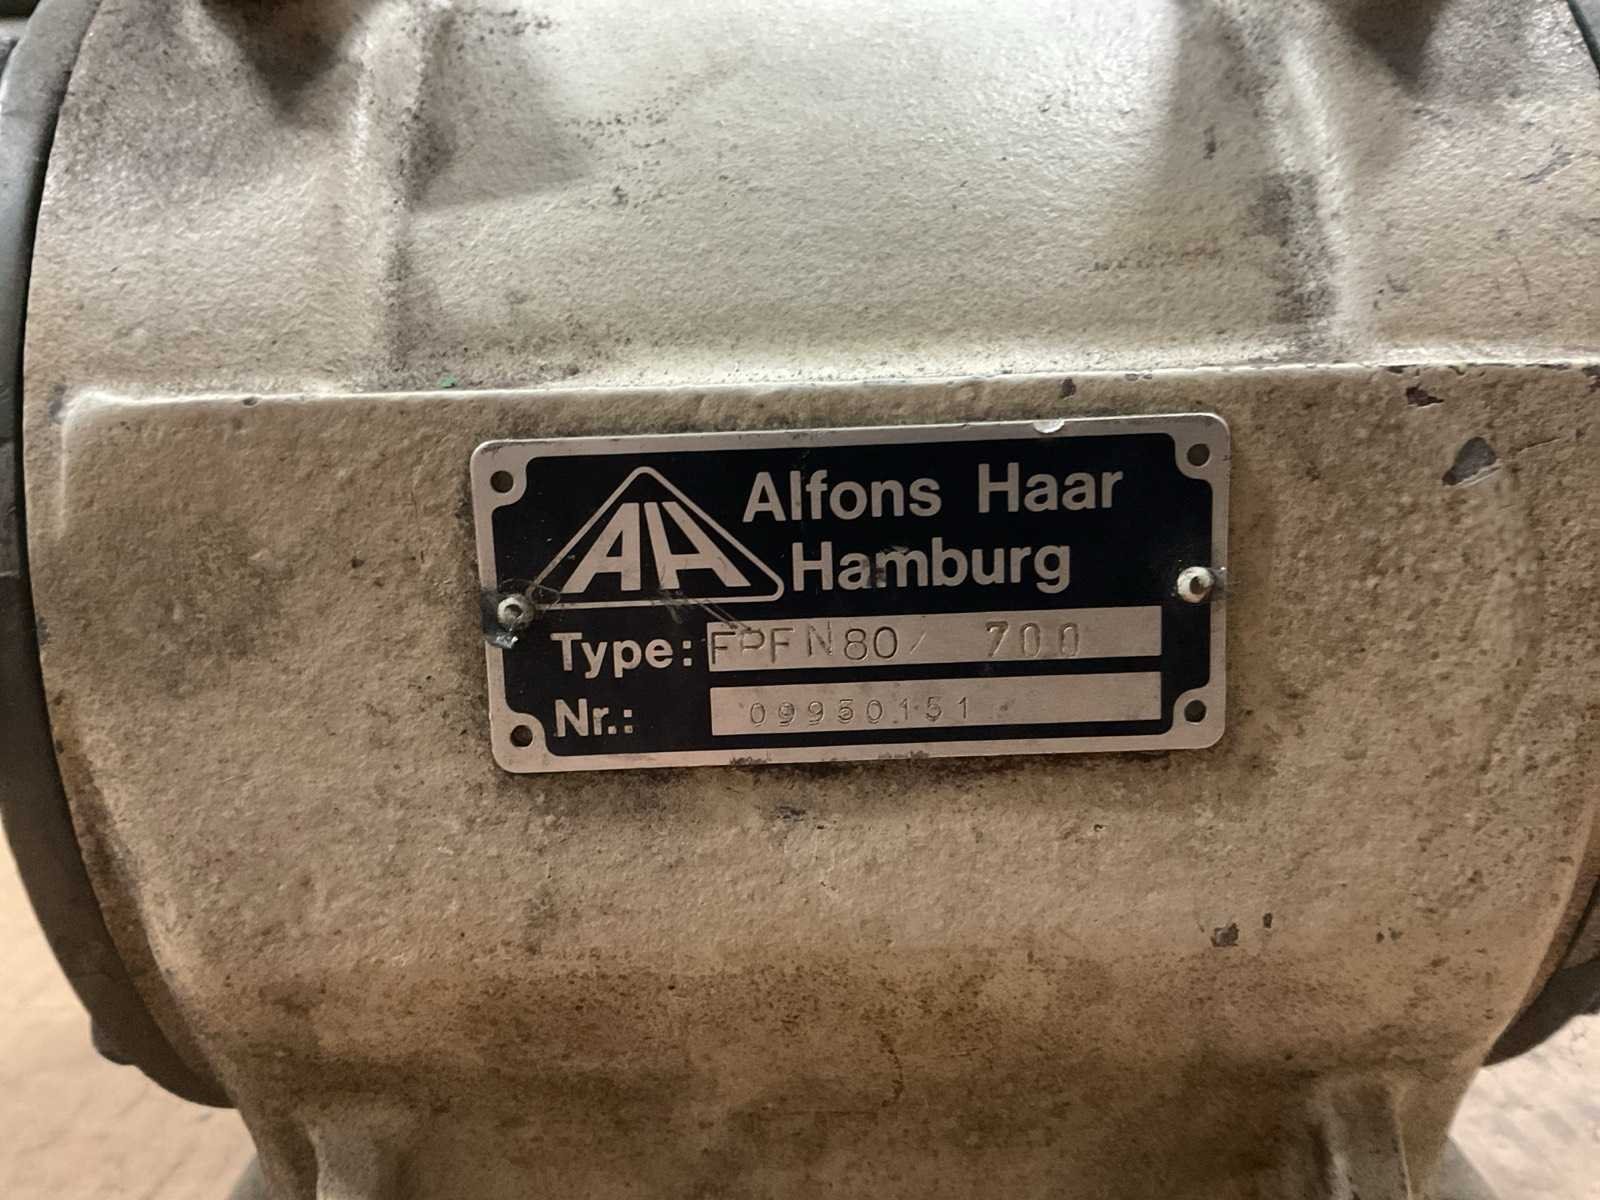 AH
Alfons Haar
Hamburg
Type: FPFN80/ 700
Nr.: 09950151